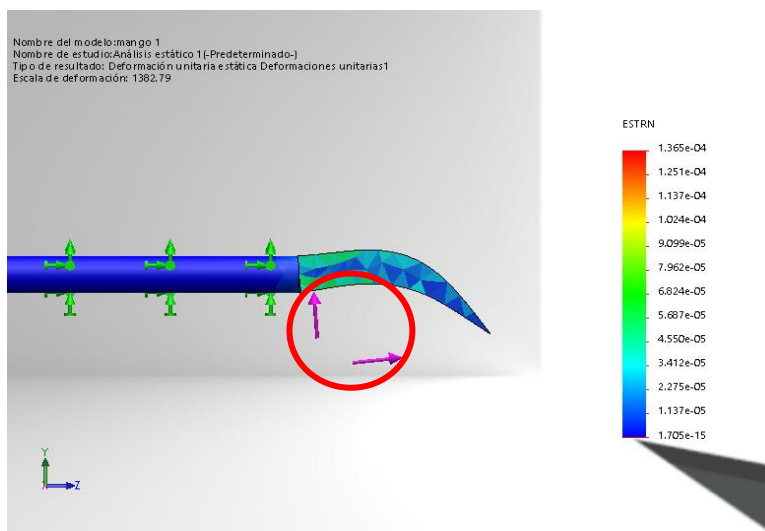 Nombre del modelo:mango 1
Nombre de estudio:Análisis estático 1(-Predeterminado-)
Tipo de resultado: Deformación unitaria estática Deformaciones unitarias1
Escala de deformación: 1382.79
ESTRN
1.365e-04
1.251e-04
1.137e-04
1.024e-04
9.099e-05
7.962e-05
6.824e-05
5.687e-05
4.550e-05
3.412e-05
2.275e-05
1.137e-05
1.705e-15
Y
Z